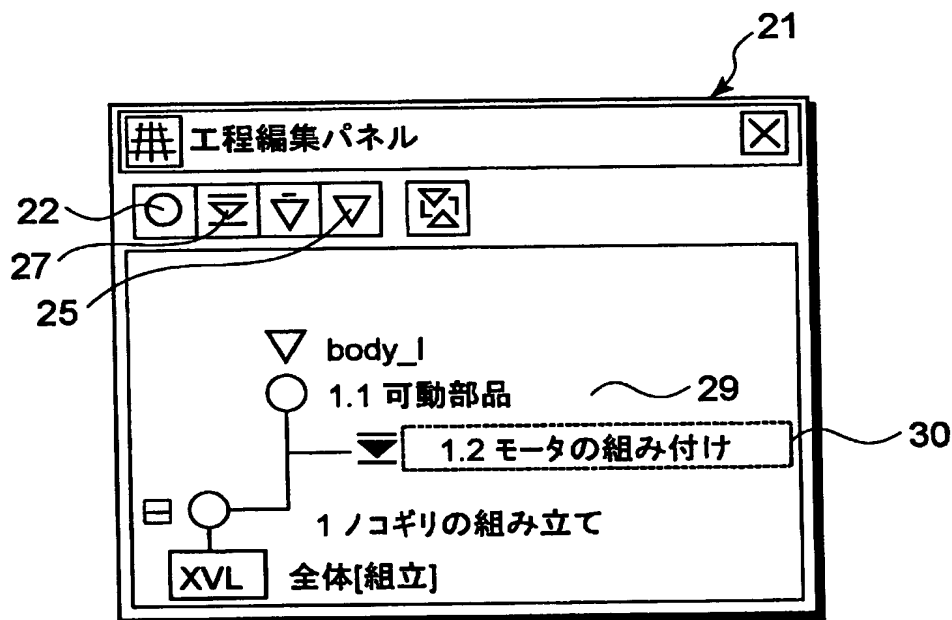 21
工程編集パネル
22
27
25
body_l
1.1 可動部品
29
1.2 モータの組み付け
30
1 ノコギリの組み立て
XVL 全体[組立]